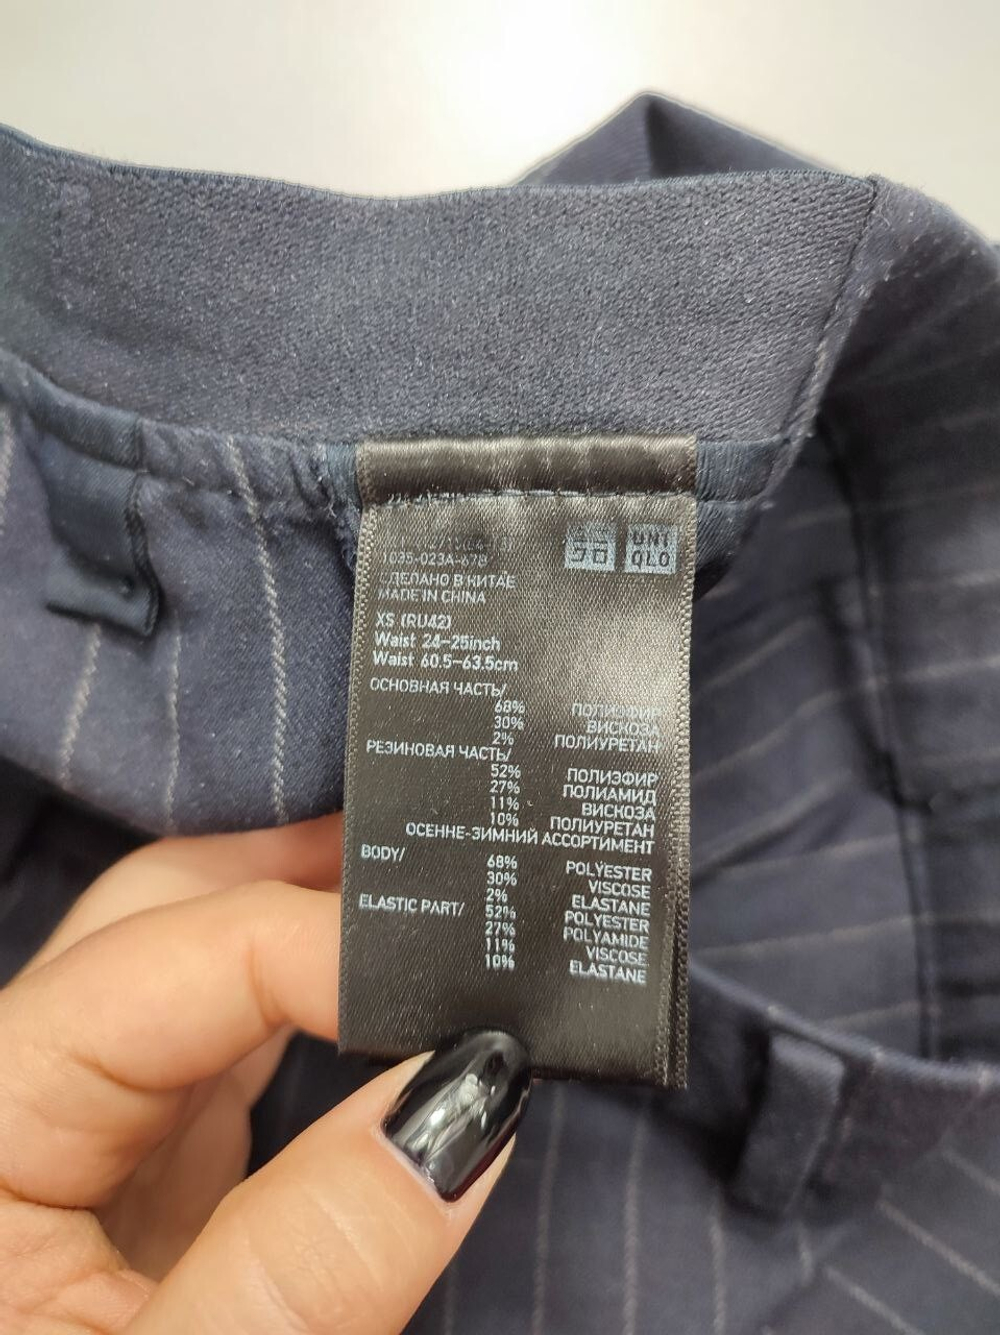 UNI
QLO
1035-023A-67B
СДЕЛАНО В КИТАЕ
MADE IN CHINA
XS (RU42)
Waist 24-25inch
Waist 60.5-63.5cm
ОСНОВНАЯ ЧАСТЬ/
68% ПОЛИЭФИР
30% ВИСКОЗА
2% ПОЛИУРЕТАН
РЕЗИНОВАЯ ЧАСТЬ/
52% ПОЛИЭФИР
27% ПОЛИАМИД
11% ВИСКОЗА
10% ПОЛИУРЕТАН
ОСЕННЕ-ЗИМНИЙ АССОРТИМЕНТ
BODY/
68% POLYESTER
30% VISCOSE
2% ELASTANE
ELASTIC PART/ 52% POLYESTER
27% POLYAMIDE
11% VISCOSE
10% ELASTANE